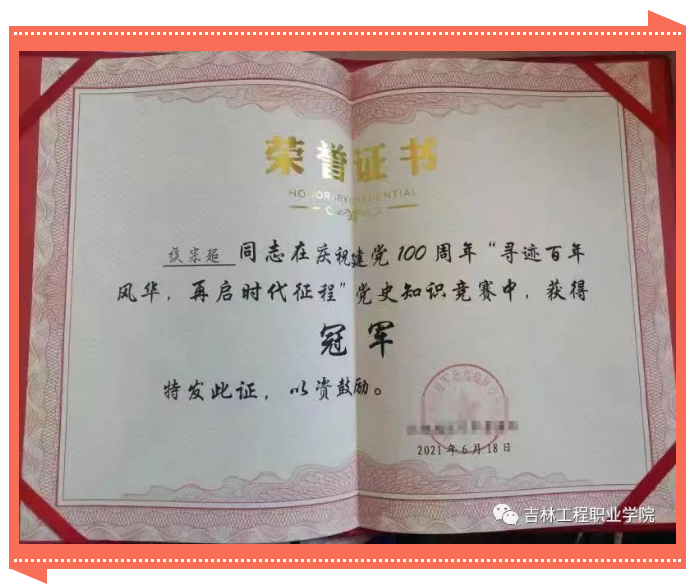 荣誉证书
HONORARY CREDENTIAL
同志在庆祝建党100周年“寻迹百年
风华，再启时代征程”党史知识竞赛中，获得
冠军
特发此证，以资鼓励。
2021年6月18日
吉林工程职业学院